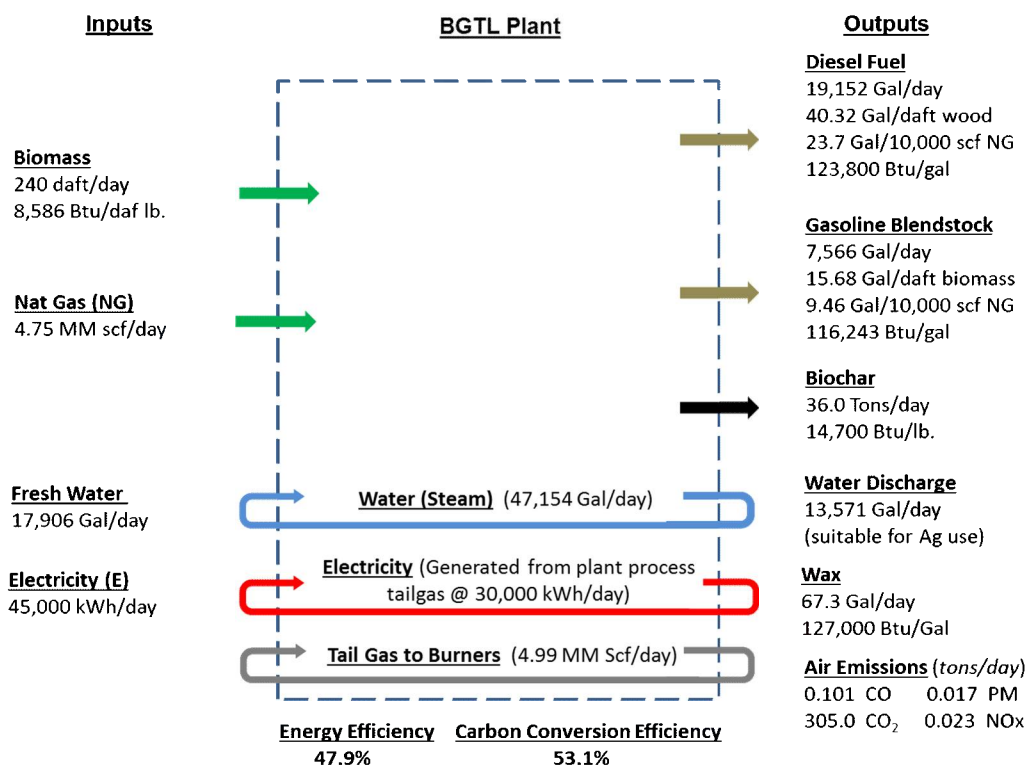 Inputs
BGTL Plant
Outputs
Biomass
240 daft/day
8,586 Btu/daf lb.
Nat Gas (NG)
4.75 MM scf/day
Fresh Water
17,906 Gal/day
Electricity (E)
45,000 kWh/day
Water (Steam) (47,154 Gal/day)
Electricity (Generated from plant process
tailgas @ 30,000 kWh/day)
Tail Gas to Burners (4.99 MM Scf/day)
Energy Efficiency
47.9%
Carbon Conversion Efficiency
53.1%
Diesel Fuel
19,152 Gal/day
40.32 Gal/daft wood
23.7 Gal/10,000 scf NG
123,800 Btu/gal
Gasoline Blendstock
7,566 Gal/day
15.68 Gal/daft biomass
9.46 Gal/10,000 scf NG
116,243 Btu/gal
Biochar
36.0 Tons/day
14,700 Btu/lb.
Water Discharge
13,571 Gal/day
(suitable for Ag use)
Wax
67.3 Gal/day
127,000 Btu/Gal
Air Emissions (tons/day)
0.101 CO 0.017 PM
305.0 CO₂ 0.023 NOx